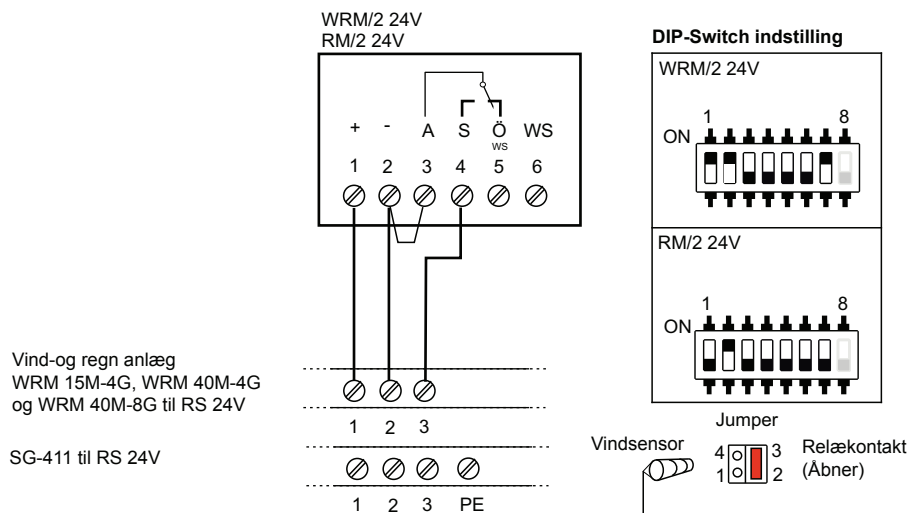 WRM/2 24V
RM/2 24V
+ - A S Ö WS
WS
1 2 3 4 5 6
Vind-og regn anlæg
WRM 15M-4G, WRM 40M-4G
og WRM 40M-8G til RS 24V
1 2 3
SG-411 til RS 24V
1 2 3 PE
DIP-Switch indstilling
WRM/2 24V
1 8
ON
RM/2 24V
1 8
ON
Jumper
Vindsensor
4 3 Relækontakt
1 2 (Åbner)